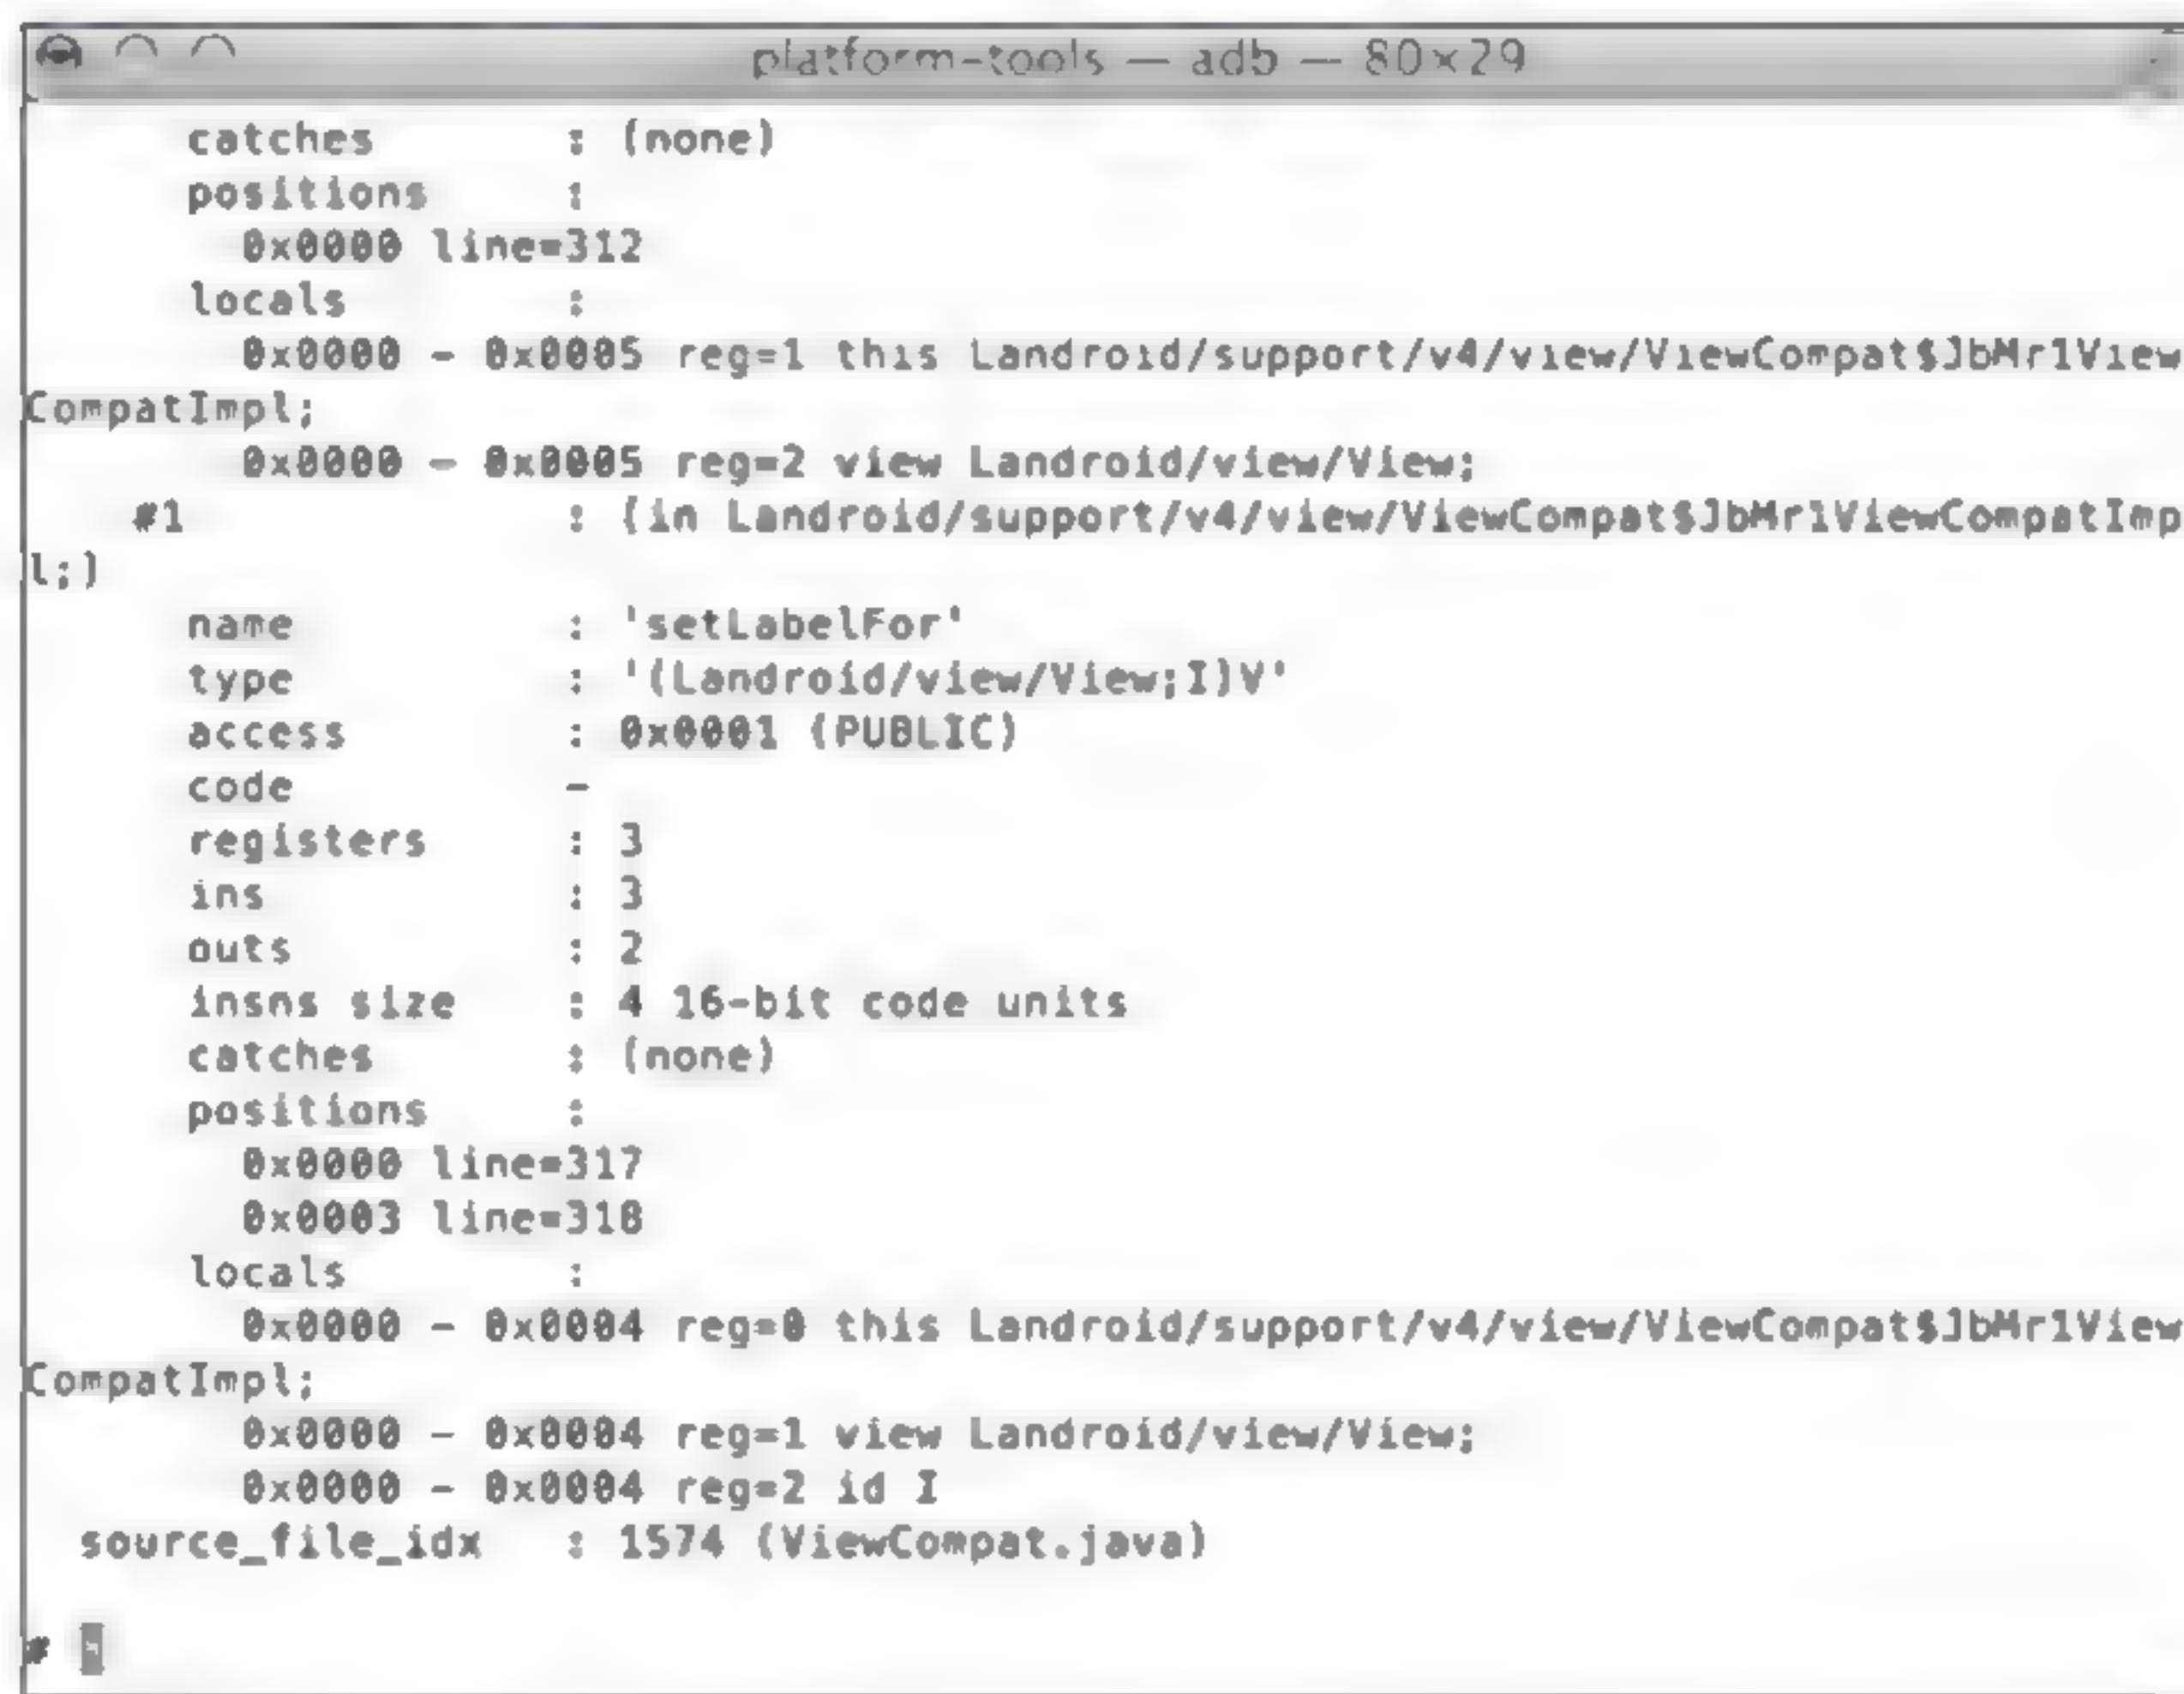 platform-tools — adb — 80×29
catches : (none)
positions :
0x0000 line=312
locals :
0x0000 - 0x0005 reg=1 this Landroid/support/v4/view/ViewCompat$JbMr1View
CompatImpl;
0x0000 - 0x0005 reg=2 view Landroid/view/View;
#1 : (in Landroid/support/v4/view/ViewCompat$JbMr1ViewCompatImp
l;)
name : 'setLabelFor'
type : '(Landroid/view/View;I)V'
access : 0x0001 (PUBLIC)
code -
registers : 3
ins : 3
outs : 2
insns size : 4 16-bit code units
catches : (none)
positions :
0x0000 line=317
0x0003 line=318
locals :
0x0000 - 0x0004 reg=0 this Landroid/support/v4/view/ViewCompat$JbMr1View
CompatImpl;
0x0000 - 0x0004 reg=1 view Landroid/view/View;
0x0000 - 0x0004 reg=2 id I
source_file_idx : 1574 (ViewCompat.java)
#